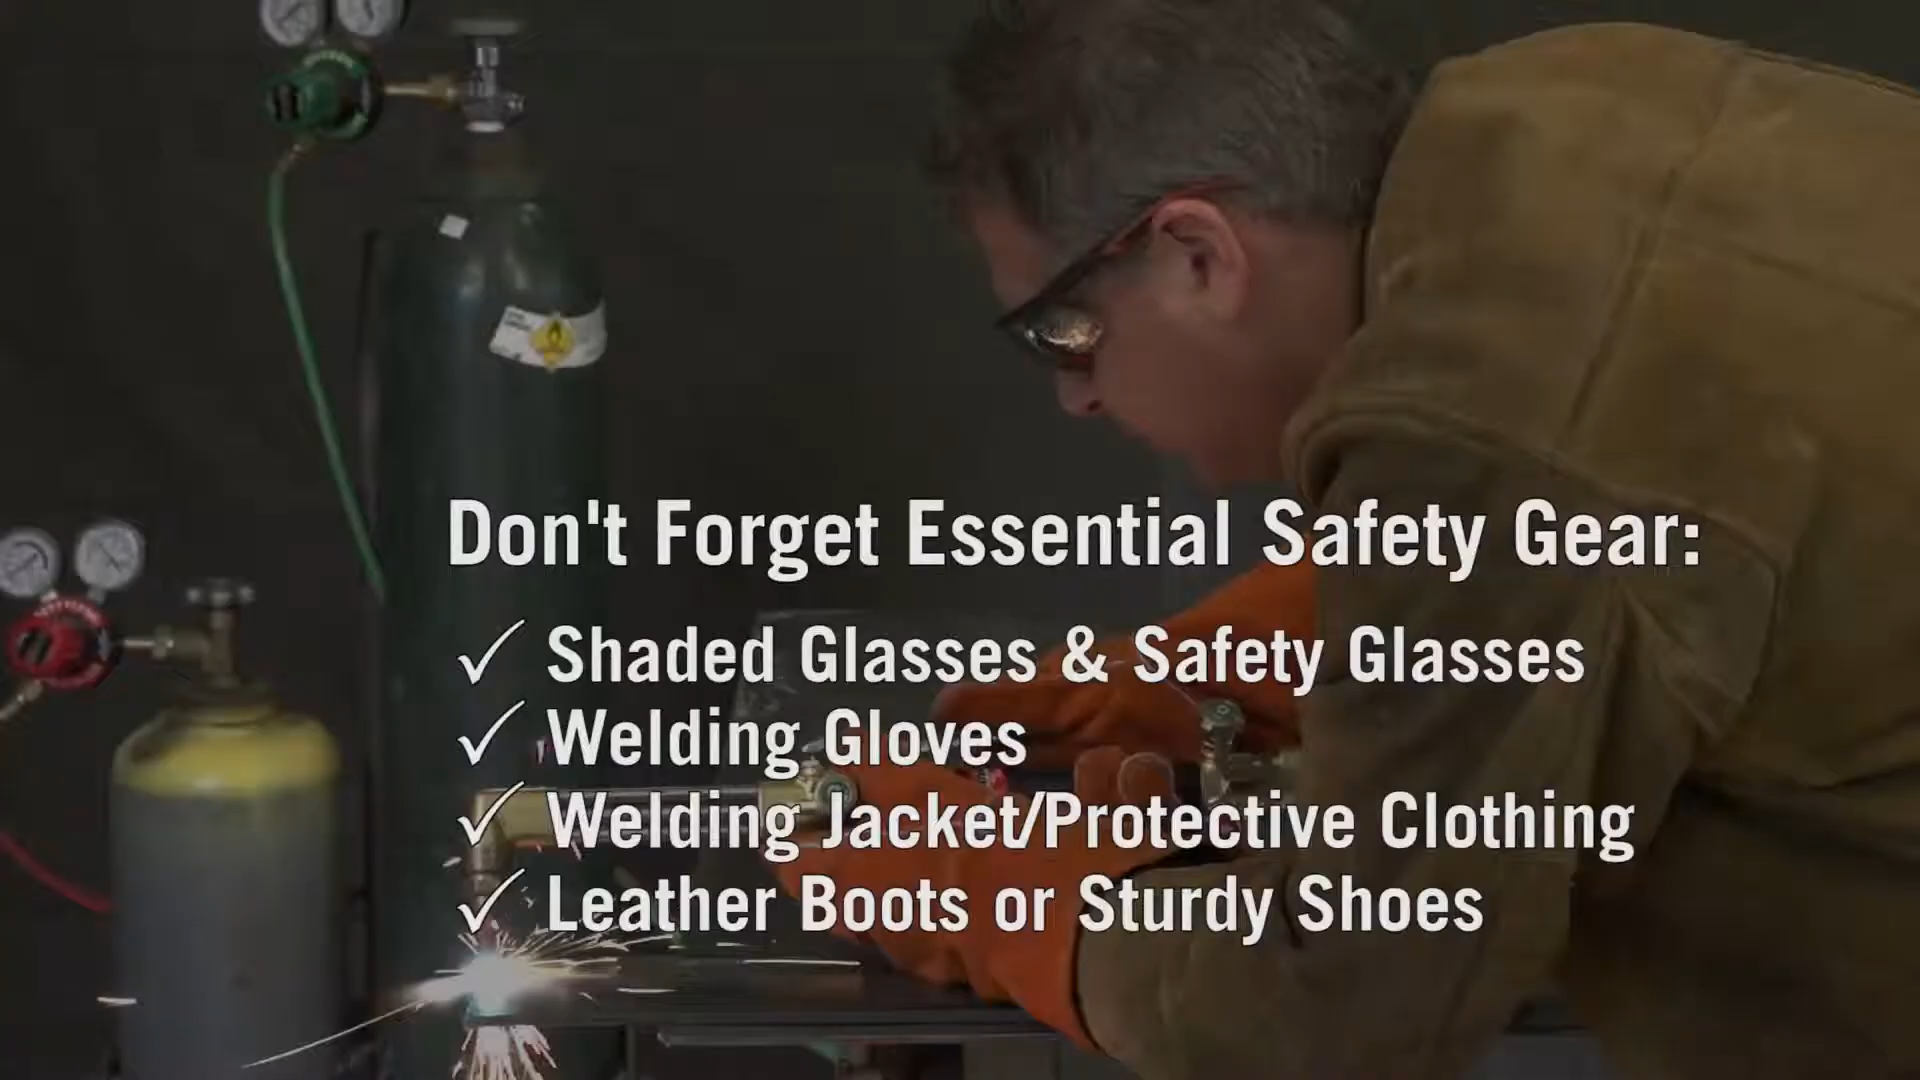 Don't Forget Essential Safety Gear:
✓ Shaded Glasses & Safety Glasses
✓ Welding Gloves
✓ Welding Jacket/Protective Clothing
✓ Leather Boots or Sturdy Shoes